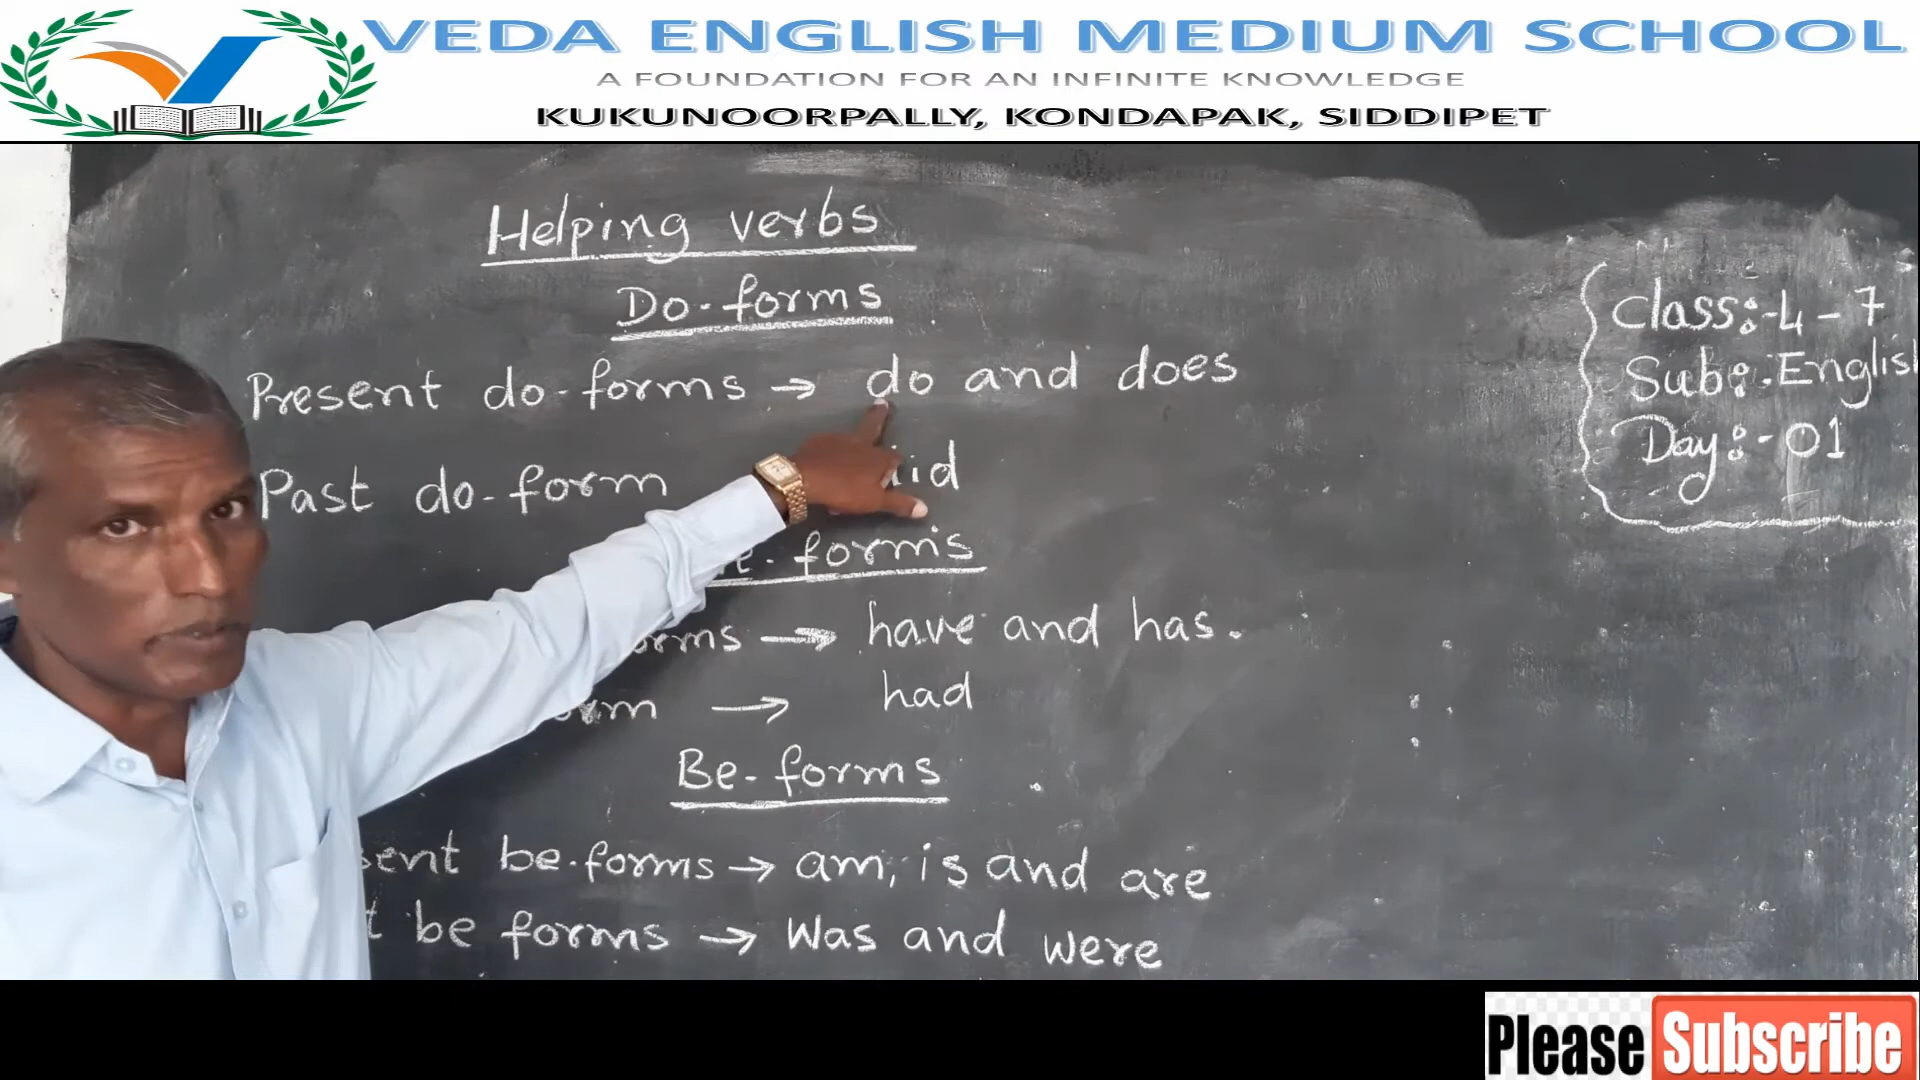 VEDA ENGLISH MEDIUM SCHOOL
A FOUNDATION FOR AN INFINITE KNOWLEDGE
KUKUNOORPALLY, KONDAPAK, SIDDIPET
Helping verbs
Do-forms
Present do-forms → do and does
Past do-form did
forms
→ have and has.
→ had
Be-forms
be-forms → am, is and are
be forms → was and were
Class:-4-7
Sub:-English
Day:-01
Please Subscribe